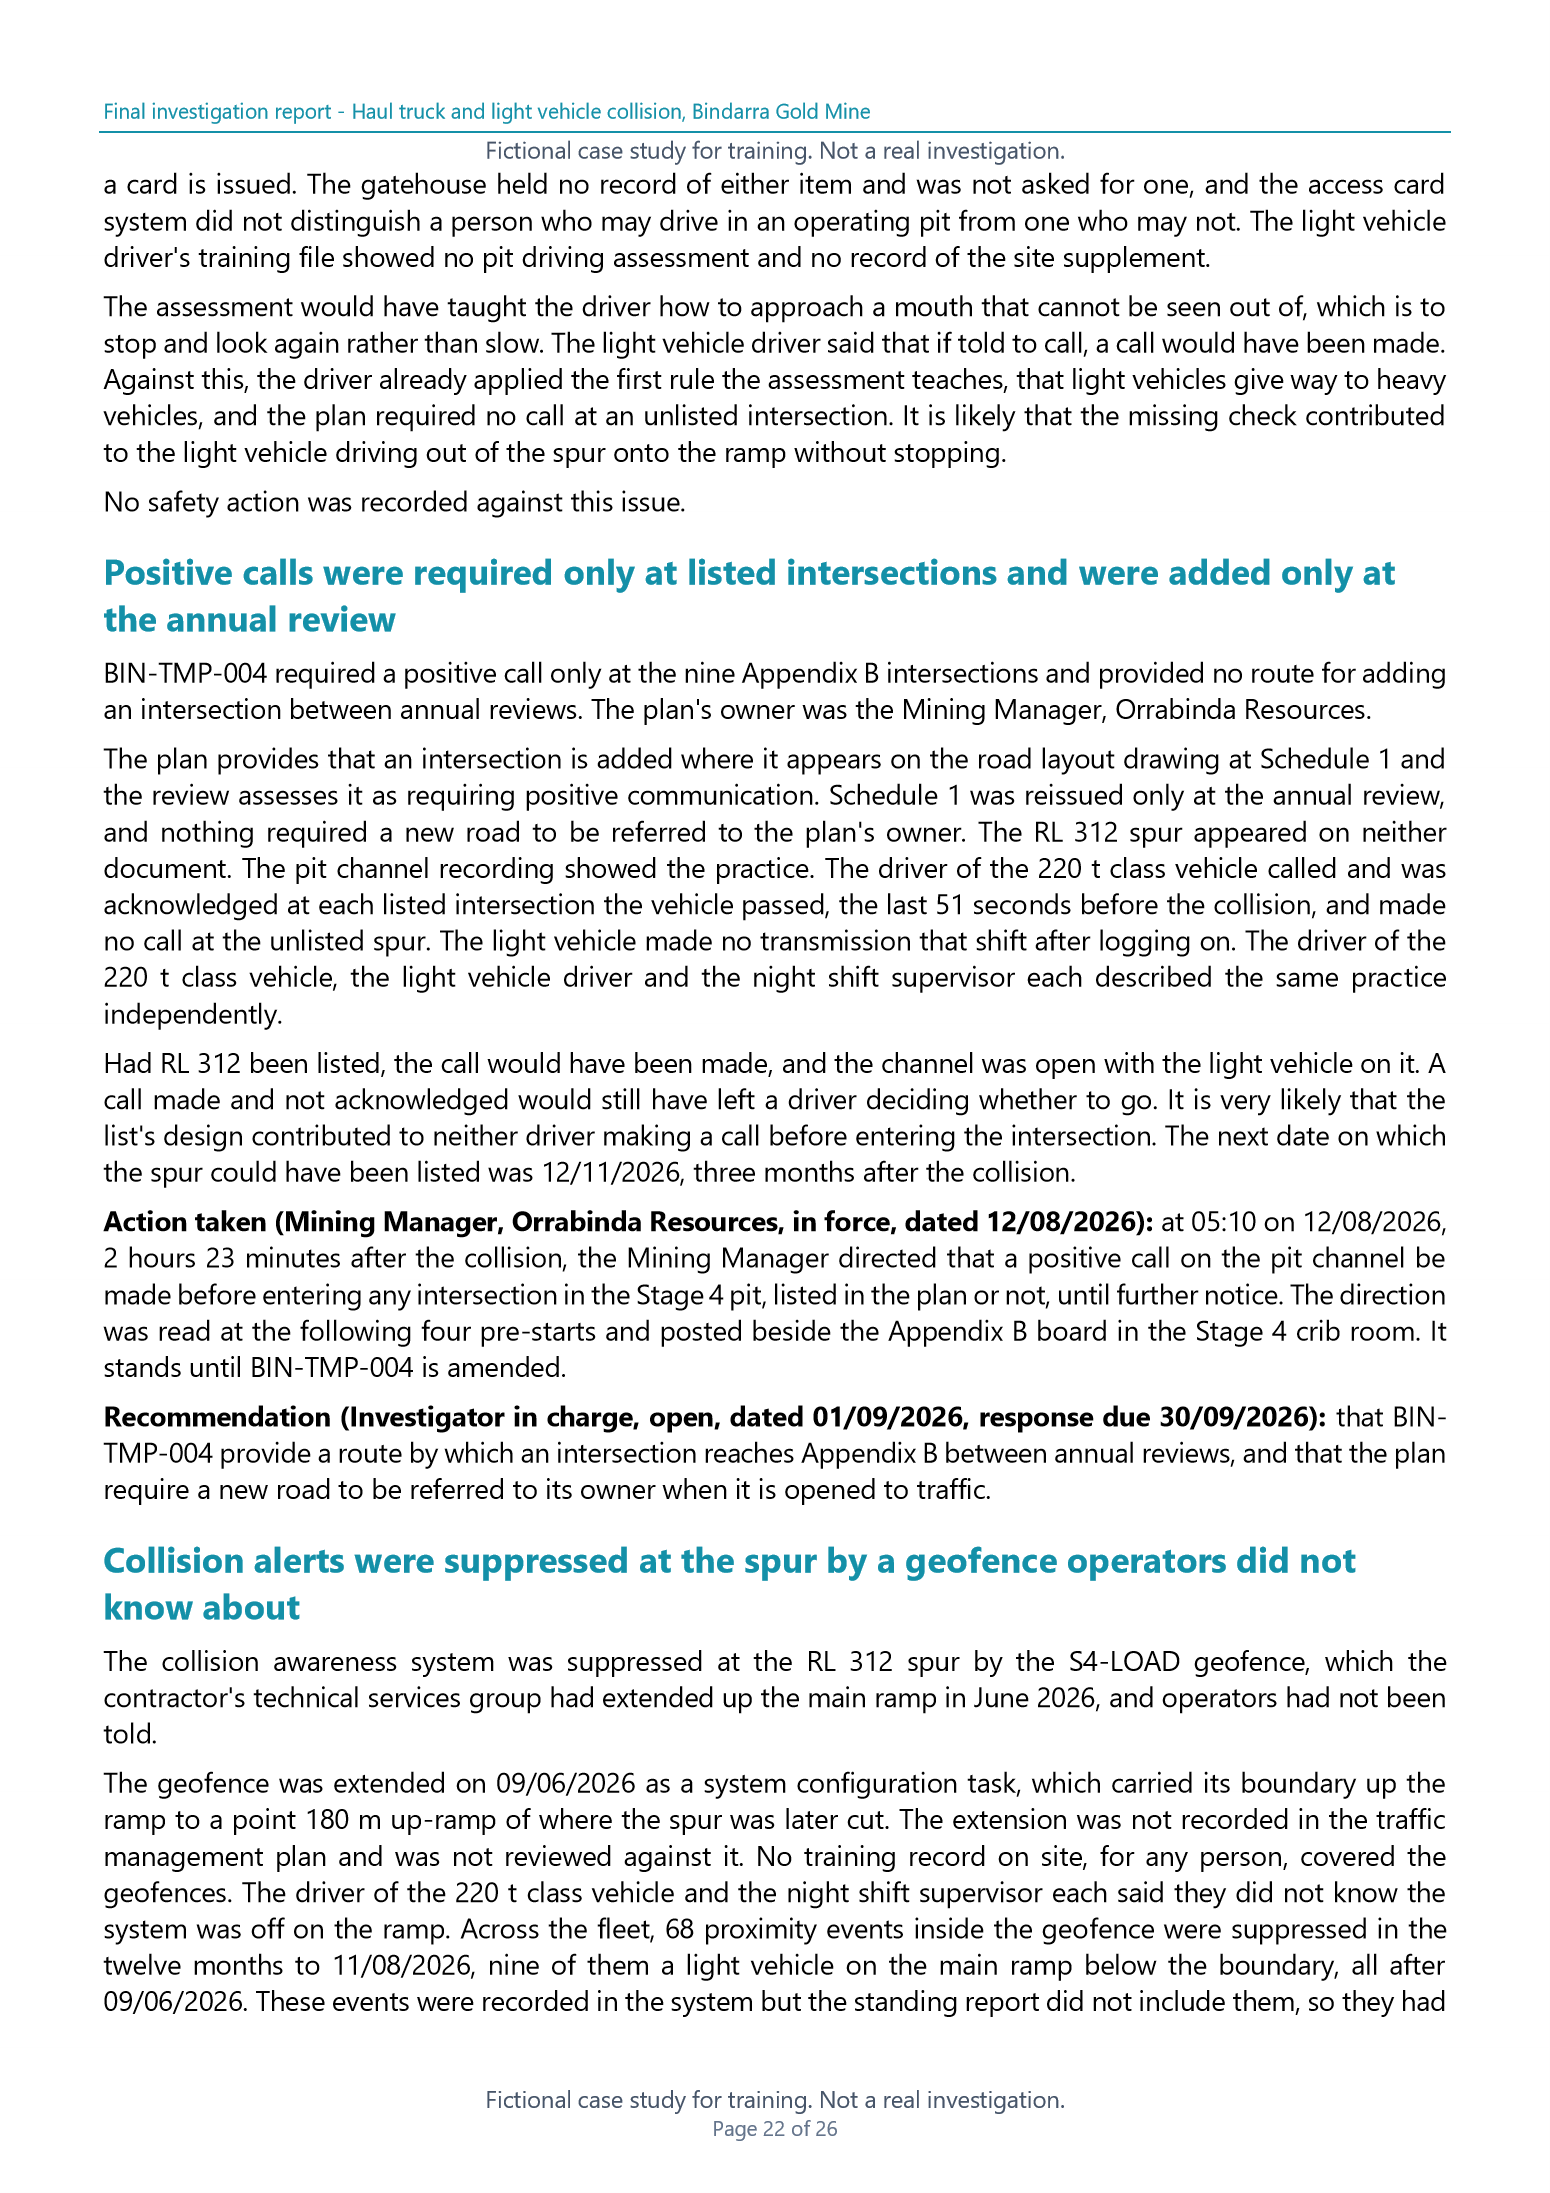 Final investigation report - Haul truck and light vehicle collision, Bindarra Gold Mine
Fictional case study for training. Not a real investigation.
a card is issued. The gatehouse held no record of either item and was not asked for one, and the access card
system did not distinguish a person who may drive in an operating pit from one who may not. The light vehicle
driver's training file showed no pit driving assessment and no record of the site supplement.
The assessment would have taught the driver how to approach a mouth that cannot be seen out of, which is to
stop and look again rather than slow. The light vehicle driver said that if told to call, a call would have been made.
Against this, the driver already applied the first rule the assessment teaches, that light vehicles give way to heavy
vehicles, and the plan required no call at an unlisted intersection. It is likely that the missing check contributed
to the light vehicle driving out of the spur onto the ramp without stopping.
No safety action was recorded against this issue.
Positive calls were required only at listed intersections and were added only at
the annual review
BIN-TMP-004 required a positive call only at the nine Appendix B intersections and provided no route for adding
an intersection between annual reviews. The plan's owner was the Mining Manager, Orrabinda Resources.
The plan provides that an intersection is added where it appears on the road layout drawing at Schedule 1 and
the review assesses it as requiring positive communication. Schedule 1 was reissued only at the annual review,
and nothing required a new road to be referred to the plan's owner. The RL 312 spur appeared on neither
document. The pit channel recording showed the practice. The driver of the 220 t class vehicle called and was
acknowledged at each listed intersection the vehicle passed, the last 51 seconds before the collision, and made
no call at the unlisted spur. The light vehicle made no transmission that shift after logging on. The driver of the
220 t class vehicle, the light vehicle driver and the night shift supervisor each described the same practice
independently.
Had RL 312 been listed, the call would have been made, and the channel was open with the light vehicle on it. A
call made and not acknowledged would still have left a driver deciding whether to go. It is very likely that the
list's design contributed to neither driver making a call before entering the intersection. The next date on which
the spur could have been listed was 12/11/2026, three months after the collision.
Action taken (Mining Manager, Orrabinda Resources, in force, dated 12/08/2026): at 05:10 on 12/08/2026,
2 hours 23 minutes after the collision, the Mining Manager directed that a positive call on the pit channel be
made before entering any intersection in the Stage 4 pit, listed in the plan or not, until further notice. The direction
was read at the following four pre-starts and posted beside the Appendix B board in the Stage 4 crib room. It
stands until BIN-TMP-004 is amended.
Recommendation (Investigator in charge, open, dated 01/09/2026, response due 30/09/2026): that BIN-
TMP-004 provide a route by which an intersection reaches Appendix B between annual reviews, and that the plan
require a new road to be referred to its owner when it is opened to traffic.
Collision alerts were suppressed at the spur by a geofence operators did not
know about
The collision awareness system was suppressed at the RL 312 spur by the S4-LOAD geofence, which the
contractor's technical services group had extended up the main ramp in June 2026, and operators had not been
told.
The geofence was extended on 09/06/2026 as a system configuration task, which carried its boundary up the
ramp to a point 180 m up-ramp of where the spur was later cut. The extension was not recorded in the traffic
management plan and was not reviewed against it. No training record on site, for any person, covered the
geofences. The driver of the 220 t class vehicle and the night shift supervisor each said they did not know the
system was off on the ramp. Across the fleet, 68 proximity events inside the geofence were suppressed in the
twelve months to 11/08/2026, nine of them a light vehicle on the main ramp below the boundary, all after
09/06/2026. These events were recorded in the system but the standing report did not include them, so they had
Fictional case study for training. Not a real investigation.
Page 22 of 26